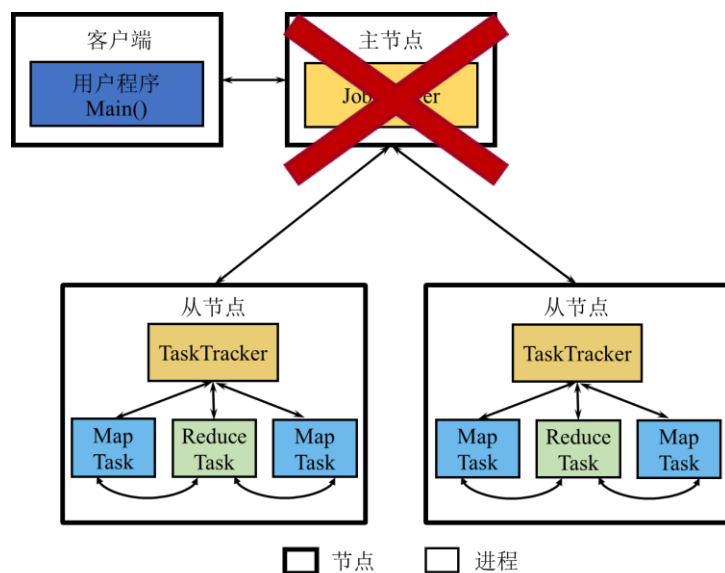 客户端
用户程序
Main()
主节点
从节点
TaskTracker
Map
Task
Reduce
Task
Map
Task
从节点
TaskTracker
Map
Task
Reduce
Task
Map
Task
节点
进程